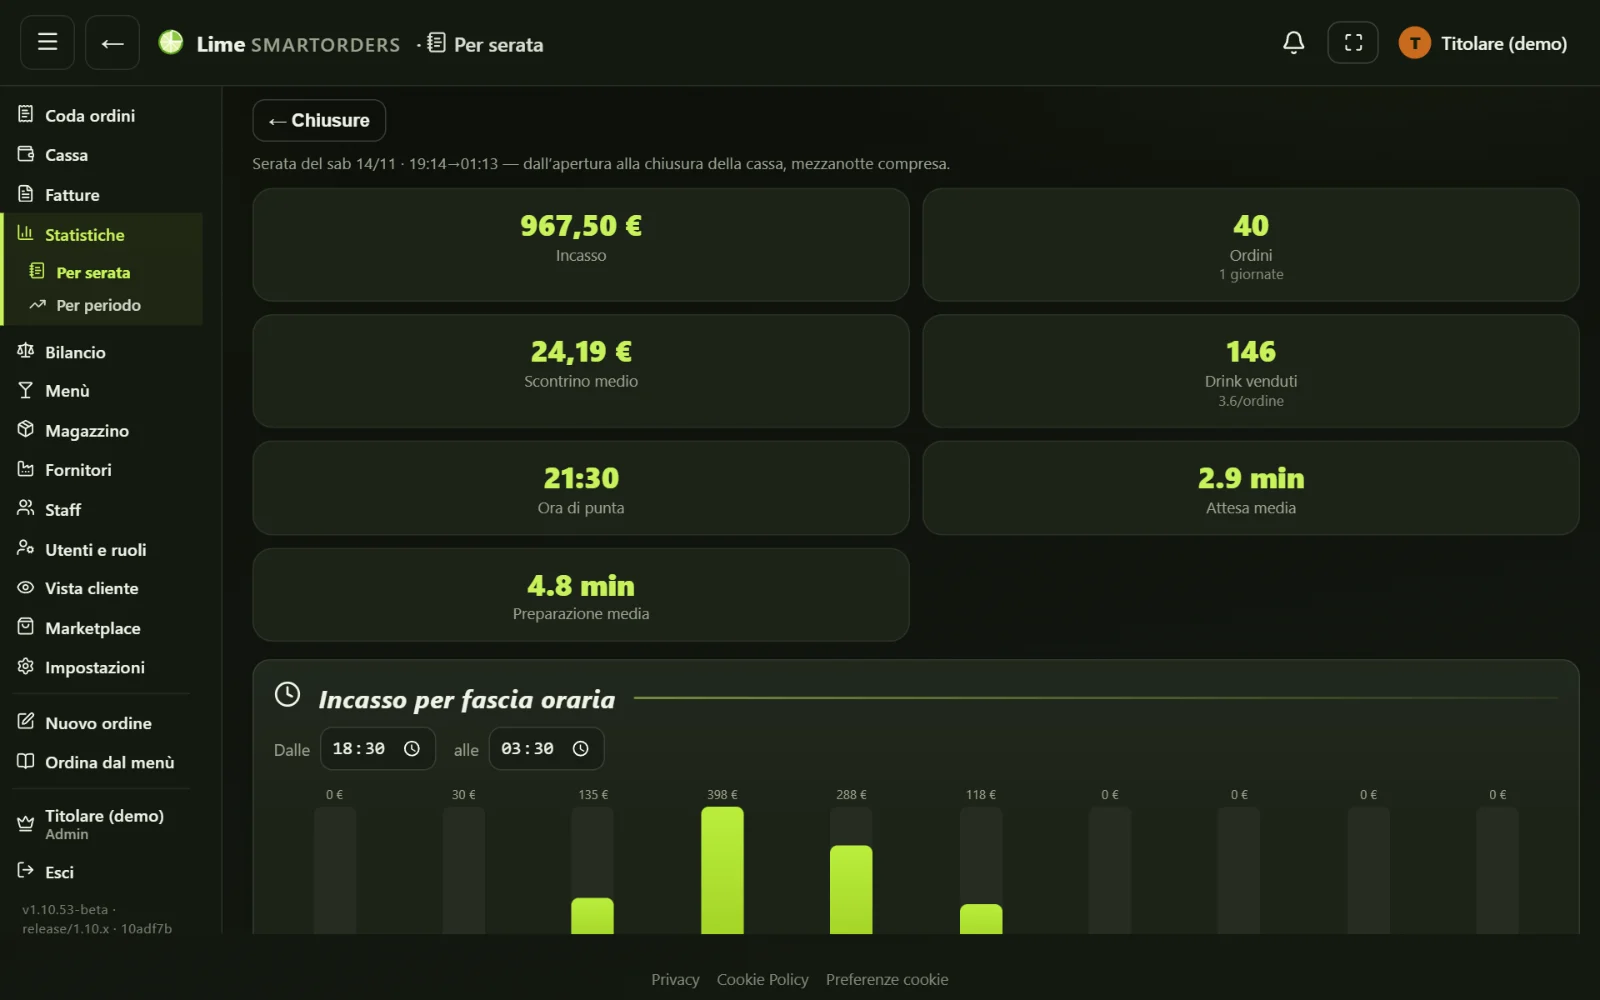 Lime SMARTORDERS · Per serata
T Titolare (demo)
Coda ordini
Cassa
Fatture
Statistiche
Per serata
Per periodo
Bilancio
Menù
Magazzino
Fornitori
Staff
Utenti e ruoli
Vista cliente
Marketplace
Impostazioni
Nuovo ordine
Ordina dal menù
Titolare (demo)
Admin
Esci
v1.10.53-beta ·
release/1.10.x · 10adf7b
← Chiusure
Serata del sab 14/11 · 19:14→01:13 — dall'apertura alla chiusura della cassa, mezzanotte compresa.
967,50 €
Incasso
40
Ordini
1 giornate
24,19 €
Scontrino medio
146
Drink venduti
3.6/ordine
21:30
Ora di punta
2.9 min
Attesa media
4.8 min
Preparazione media
Incasso per fascia oraria
Dalle 18:30 alle 03:30
0 € 30 € 135 € 398 € 288 € 118 € 0 € 0 € 0 € 0 €
Privacy Cookie Policy Preferenze cookie